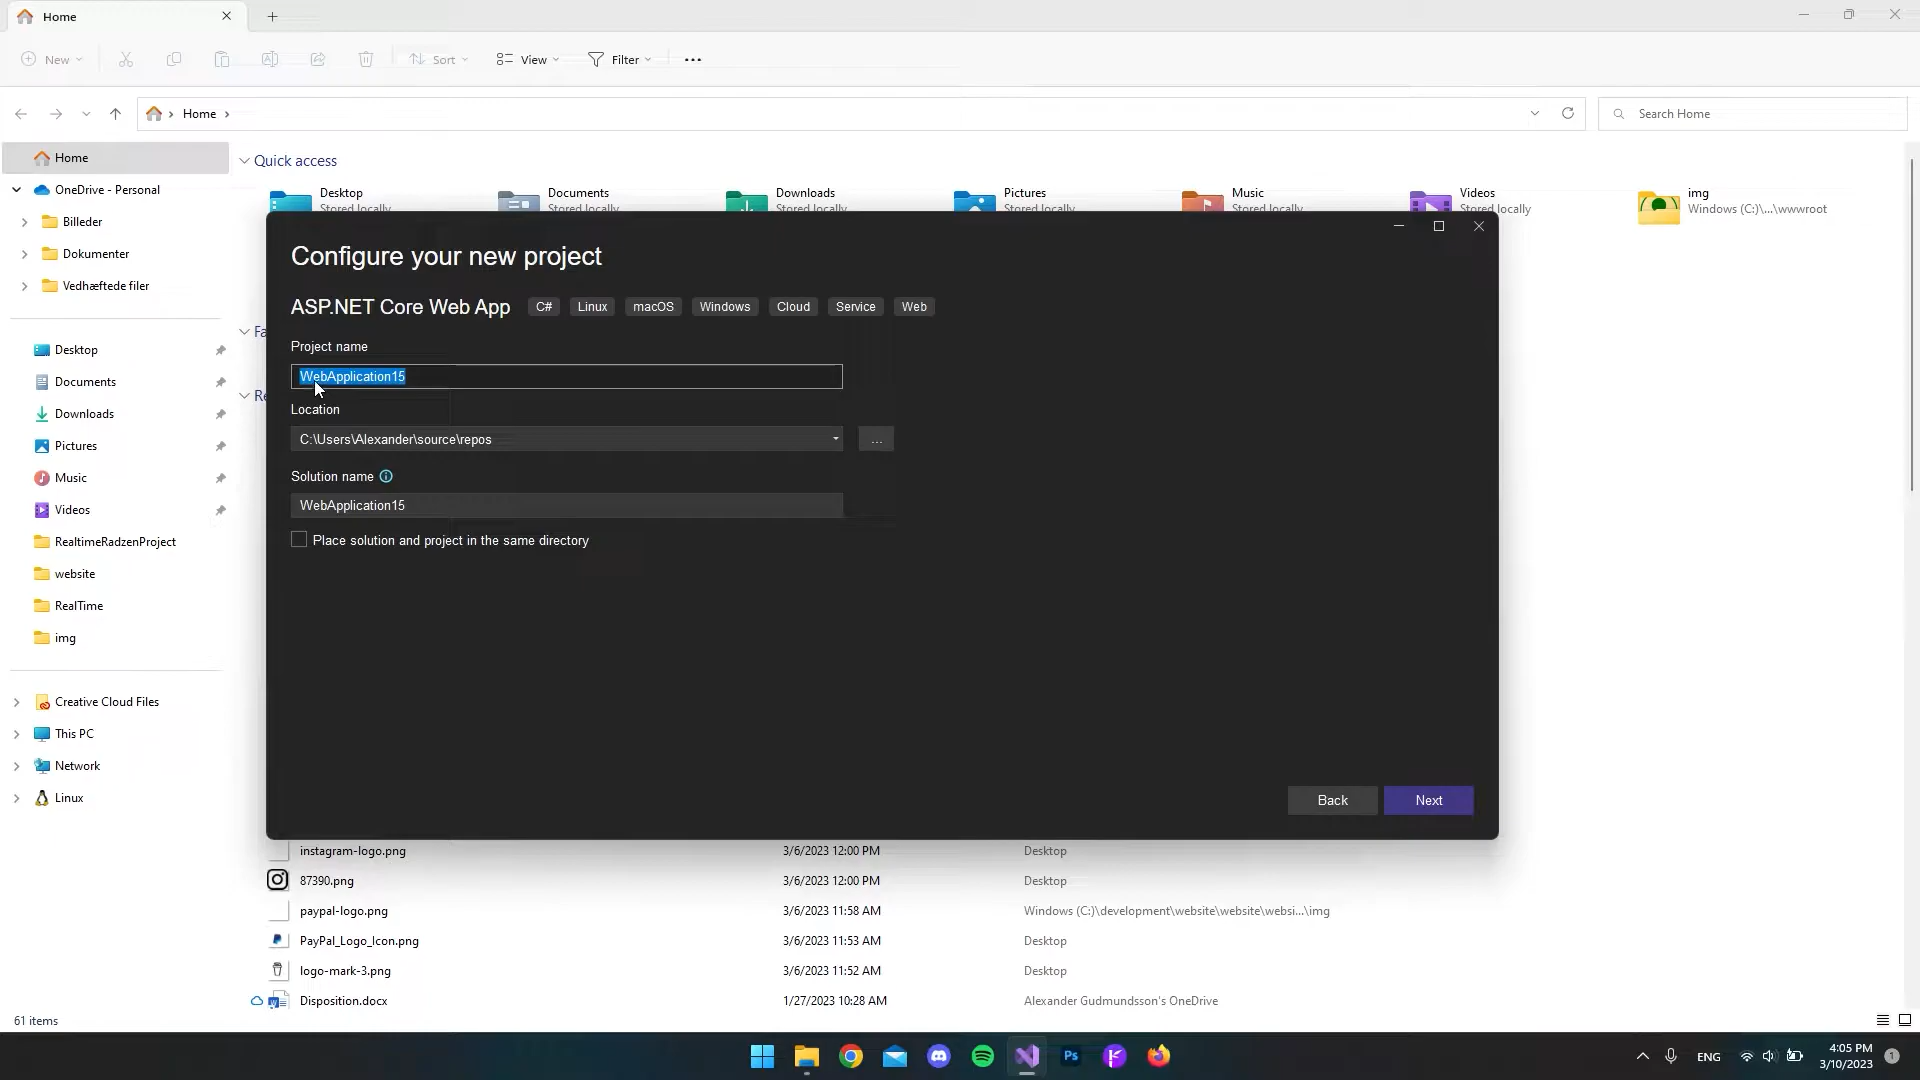 Home
New
Sort
View
Filter
Home
Search Home
Home
OneDrive - Personal
Billeder
Dokumenter
Vedhæftede filer
Desktop
Documents
Downloads
Pictures
Music
Videos
RealtimeRadzenProject
website
RealTime
img
Creative Cloud Files
This PC
Network
Linux
Quick access
Desktop
Stored locally
Documents
Stored locally
Downloads
Stored locally
Pictures
Stored locally
Music
Stored locally
Videos
Stored locally
img
Windows (C:)\...\wwwroot
Fa
Re
Configure your new project
ASP.NET Core Web App C# Linux macOS Windows Cloud Service Web
Project name
WebApplication15
Location
C:\Users\Alexander\source\repos
...
Solution name
WebApplication15
Place solution and project in the same directory
Back
Next
instagram-logo.png 3/6/2023 12:00 PM Desktop
87390.png 3/6/2023 12:00 PM Desktop
paypal-logo.png 3/6/2023 11:58 AM Windows (C:)\development\website\website\websi...\img
PayPal_Logo_Icon.png 3/6/2023 11:53 AM Desktop
logo-mark-3.png 3/6/2023 11:52 AM Desktop
Disposition.docx 1/27/2023 10:28 AM Alexander Gudmundsson's OneDrive
61 items
Ps
ENG
4:05 PM
3/10/2023
1